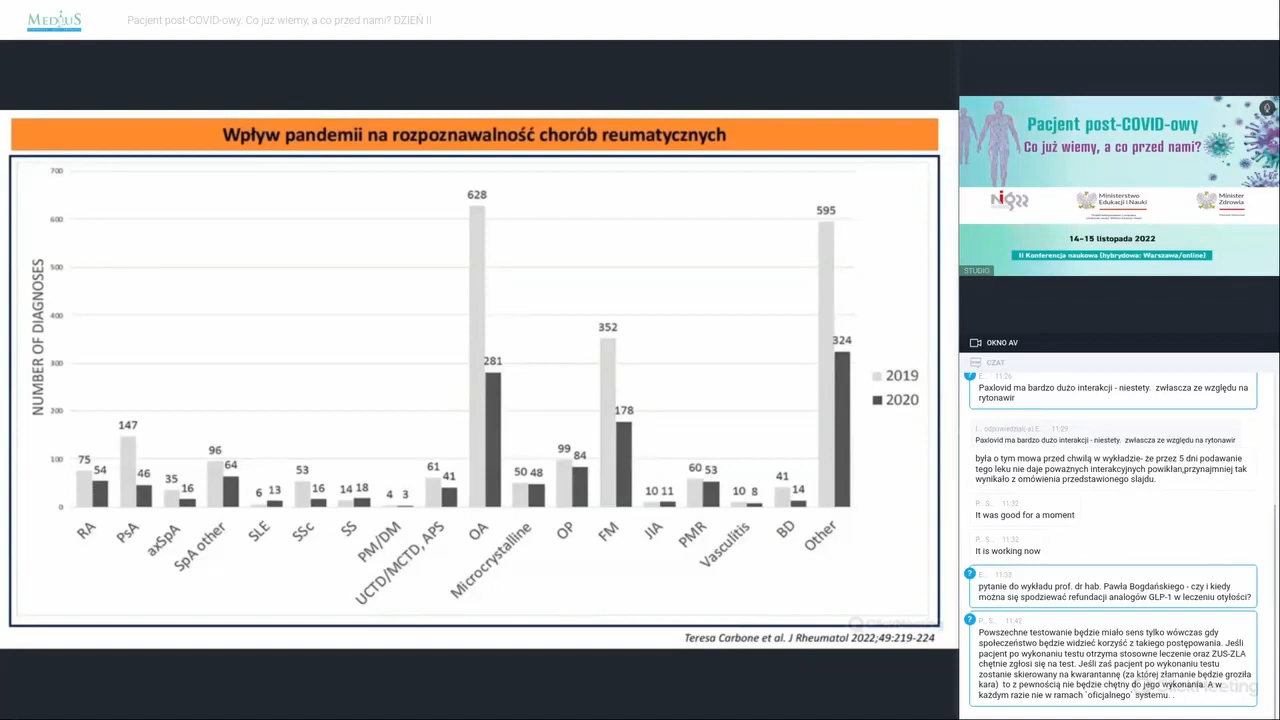 MEDIUS
Pacjent post-COVID-owy. Co już wiemy, a co przed nami? DZIEŃ II
Wpływ pandemii na rozpoznawalność chorób reumatycznych
NUMBER OF DIAGNOSES
700
600
500
400
300
200
100
0
75 54
147 46
35 16
96 64
6 13
53 16
14 18
4 3
61 41
628 281
50 48
99 84
352 178
10 11
60 53
10 8
41 14
595 324
RA
PsA
axSpA
SpA other
SLE
SSc
SS
PM/DM
UCTD/MCTD, APS
OA
Microcrystalline
OP
FM
JIA
PMR
Vasculitis
BD
Other
2019
2020
Teresa Carbone et al. J Rheumatol 2022;49:219-224
Pacjent post-COVID-owy
Co już wiemy, a co przed nami?
Ministerstwo
Edukacji i Nauki
Minister
Zdrowia
14–15 listopada 2022
II Konferencja naukowa (hybrydowa: Warszawa/online)
STUDIO
OKNO AV
CZAT
E.. 11:26
Paxlovid ma bardzo dużo interakcji - niestety. zwłascza ze względu na
rytonawir
I.. odpowiedział(-a) E.. 11:29
Paxlovid ma bardzo dużo interakcji - niestety. zwłascza ze względu na rytonawir
była o tym mowa przed chwilą w wykładzie- że przez 5 dni podawanie
tego leku nie daje poważnych interakcyjnych powikłan,przynajmniej tak
wynikało z omówienia przedstawionego slajdu.
P.. S.. 11:32
It was good for a moment
P.. S.. 11:32
It is working now
E.. 11:33
pytanie do wykładu prof. dr hab. Pawła Bogdańskiego - czy i kiedy
można się spodziewać refundacji analogów GLP-1 w leczeniu otyłości?
P.. S.. 11:42
Powszechne testowanie będzie miało sens tylko wówczas gdy
społeczeństwo będzie widzieć korzyść z takiego postępowania. Jeśli
pacjent po wykonaniu testu otrzyma stosowne leczenie oraz ZUS-ZLA
chętnie zgłosi się na test. Jeśli zaś pacjent po wykonaniu testu
zostanie skierowany na kwarantannę (za której złamanie będzie groziła
kara) to z pewnością nie będzie chętny do jego wykonania. A w
każdym razie nie w ramach `oficjalnego` systemu. .
ClickMeeting